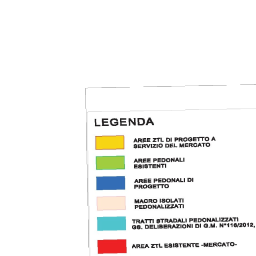 LEGENDA
AREE ZTL DI PROGETTO A
SERVIZIO DEL MERCATO
AREE PEDONALI
ESISTENTI
AREE PEDONALI DI
PROGETTO
MACRO ISOLATI
PEDONALIZZATI
TRATTI STRADALI PEDONALIZZATI
GS. DELIBERAZIONI DI G.M. N°116/2012,
AREA ZTL ESISTENTE -MERCATO-